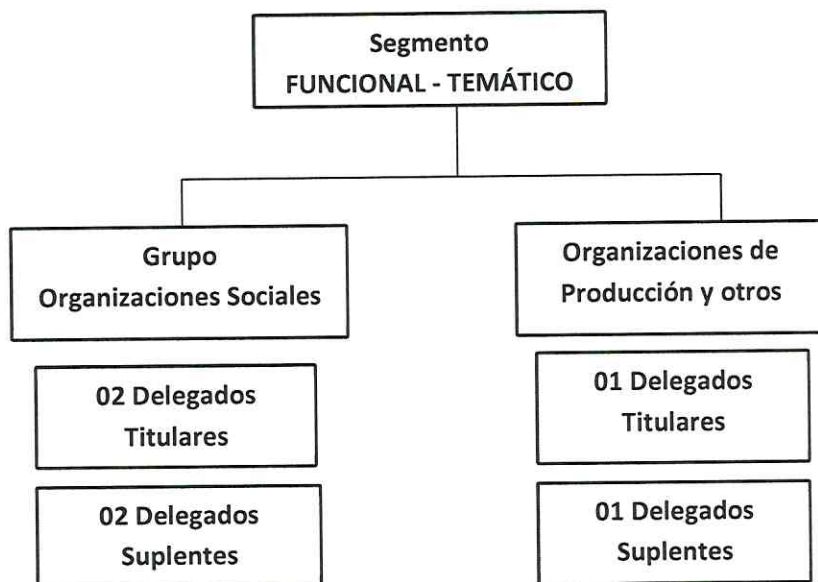 Segmento
FUNCIONAL - TEMÁTICO
Grupo
Organizaciones Sociales
02 Delegados
Titulares
02 Delegados
Suplentes
Organizaciones de
Producción y otros
01 Delegados
Titulares
01 Delegados
Suplentes